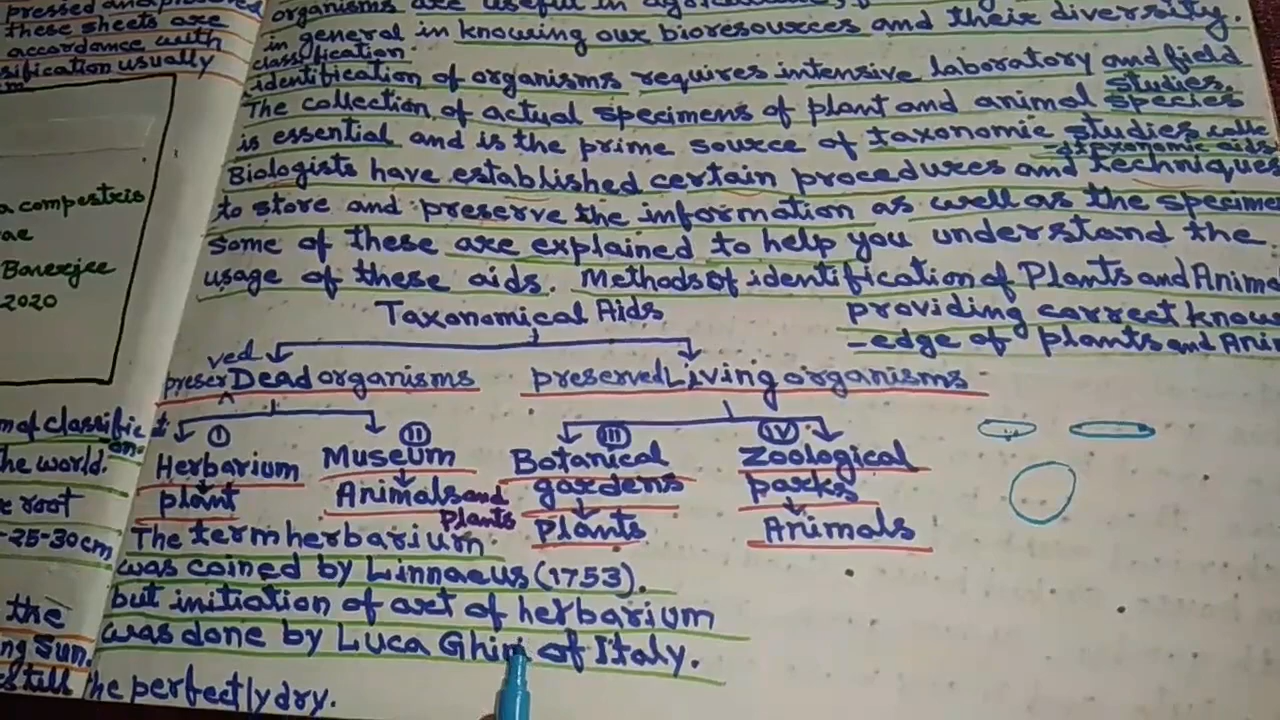 pressed and
these sheets are
accordance with
sification usually
a compestris
ae
Banerjee
2020
m of classific
on.
he world.
e root
-25-30cm
the
ng Sun.
still
organisms are useful in
in general in knowing our bioresources and their diversity.
classification.
identification of organisms requires intensive laboratory and field
studies.
The collection of actual specimens of plant and animal species
is essential and is the prime source of taxonomic studies
taxonomic aids
Biologists have established certain procedures and techniques
to store and preserve the information as well as the specime
some of these are explained to help you understand the
usage of these aids. Methods of identification of Plants and Anima
providing correct know
-edge of plants and Ani
Taxonomical Aids
preserved Dead organisms preserved Living organisms
I II III IV
Herbarium Museum Botanical Zoological
plant Animals and gardens parks
plants Plants Animals
The term herbarium
was coined by Linnaeus (1753).
but initiation of art of herbarium
was done by Luca Ghini of Italy.
the perfectly dry.